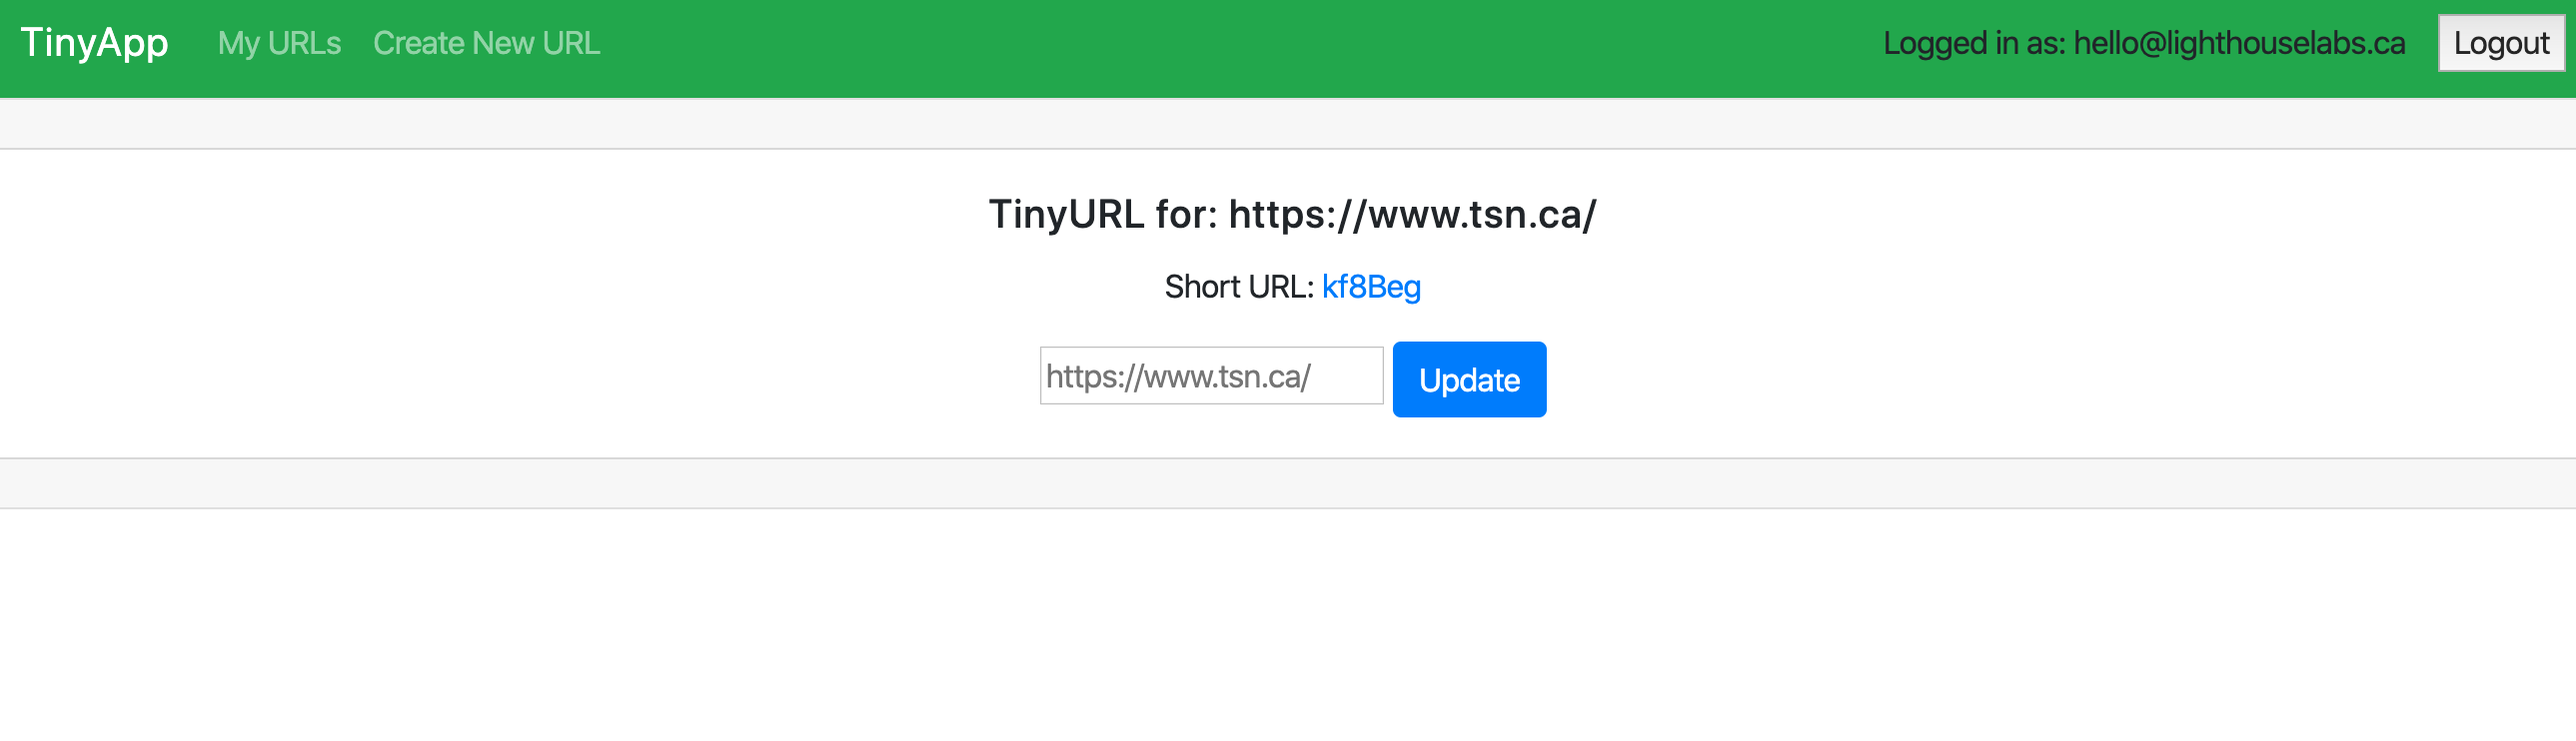 TinyApp My URLs Create New URL Logged in as: hello@lighthouselabs.ca Logout
TinyURL for: https://www.tsn.ca/
Short URL: kf8Beg
https://www.tsn.ca/ Update